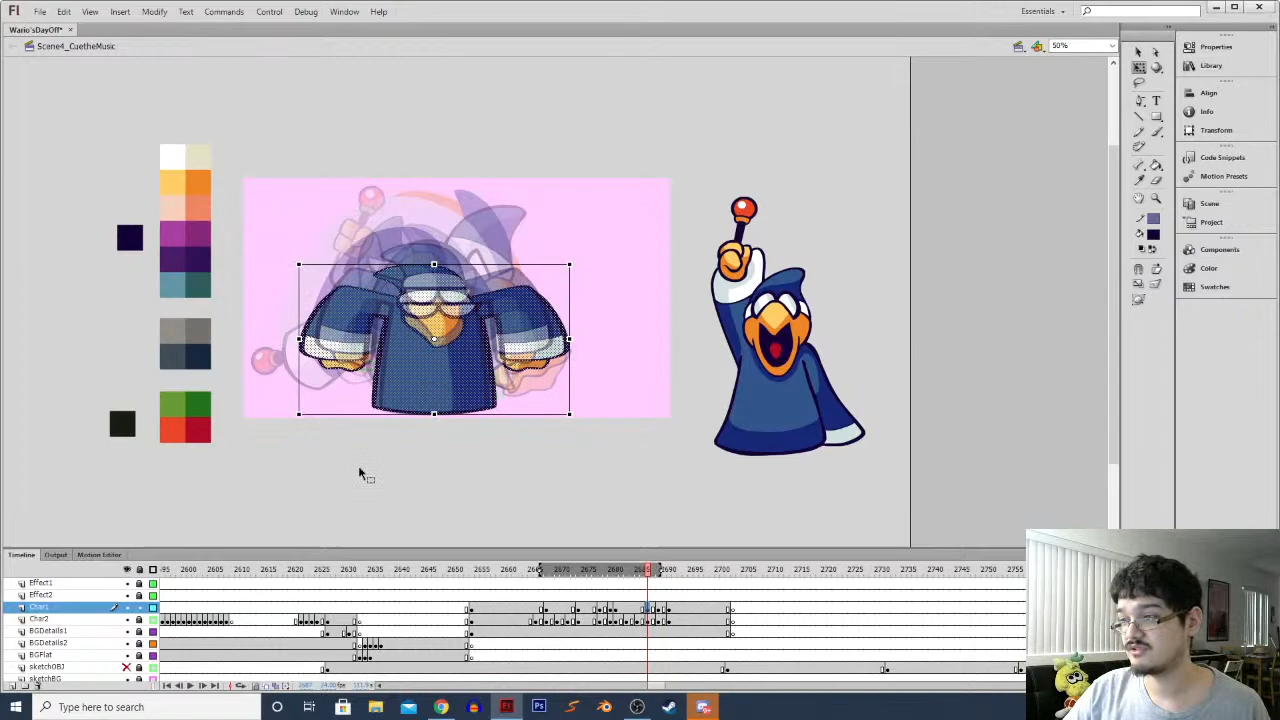 Fl File Edit View Insert Modify Text Commands Control Debug Window Help Essentials
Wario'sDayOff*
Scene4_CuetheMusic 50%
Properties
Library
Align
Info
Transform
Code Snippets
Motion Presets
Scene
Project
Components
Color
Swatches
Timeline Output Motion Editor
2600 2605 2610 2615 2620 2625 2630 2635 2640 2645 2650 2655 2660 2670 2675 2680 2685 2690 2695 2700 2705 2710 2715 2720 2725 2730 2735 2740 2745 2750 2755
Effect1
Effect2
Char1
Char2
BGDetails1
BGDetails2
BGFlat
sketchOBJ
sketchBG
2687 24.00fps
Type here to search